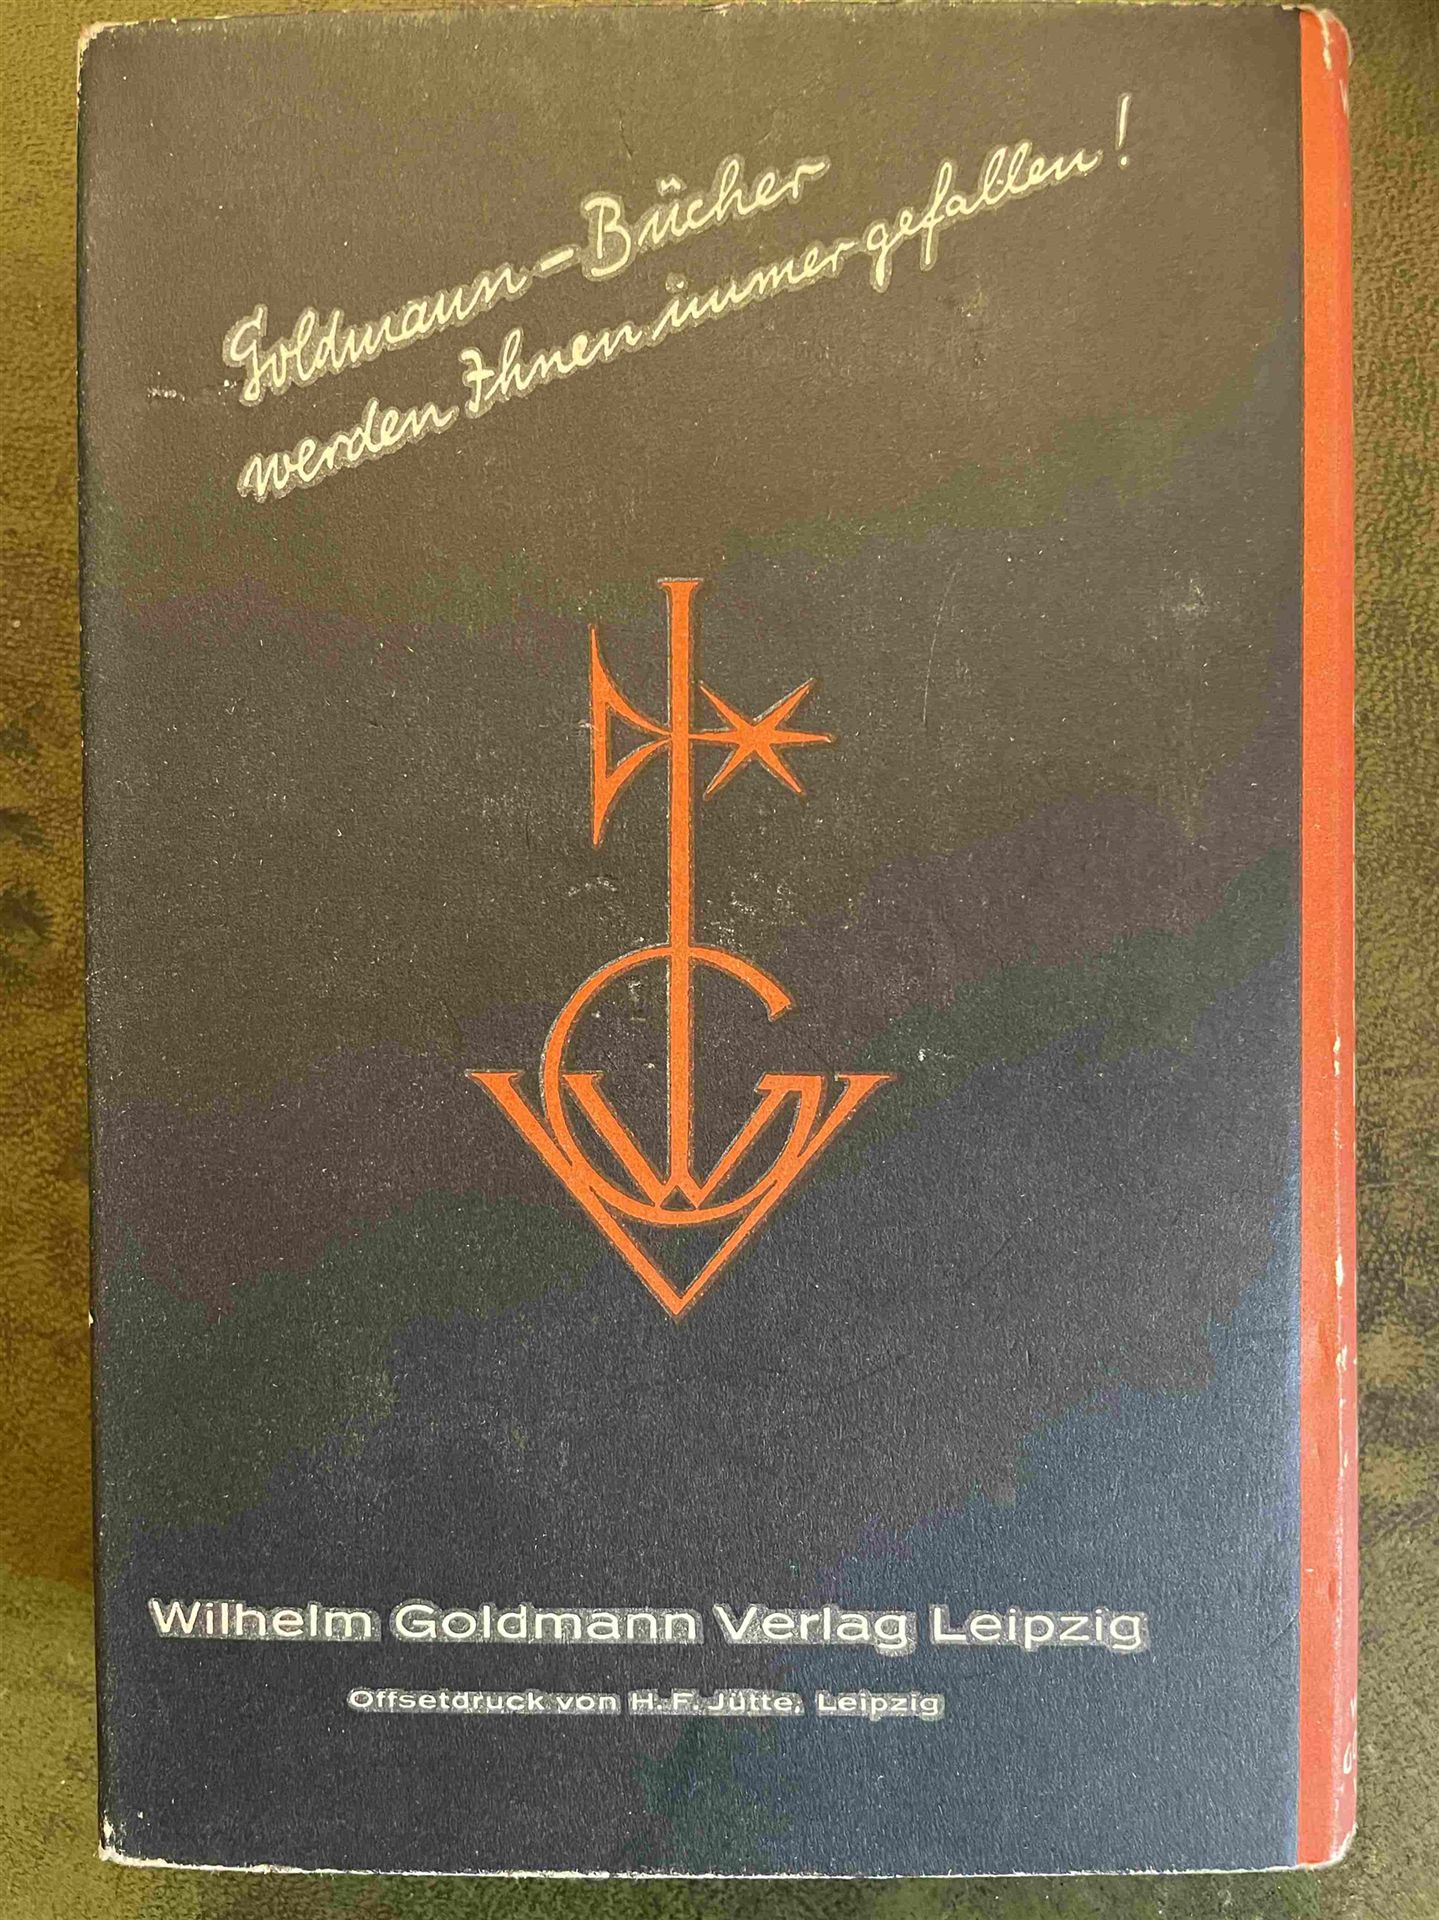 Goldmann-Bücher
werden Ihnen immer gefallen!
Wilhelm Goldmann Verlag Leipzig
Offsetdruck von H. F. Jütte, Leipzig